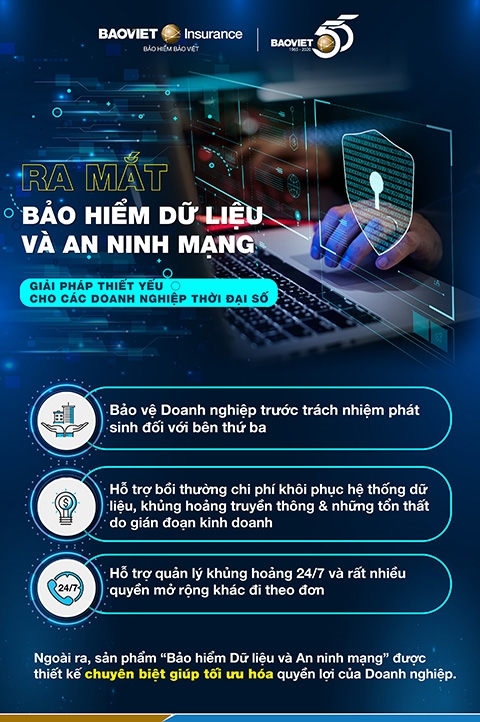 BAOVIET Insurance
BẢO HIỂM BẢO VIỆT
BAOVIET 55
1965 - 2020
RA MẮT
BẢO HIỂM DỮ LIỆU
VÀ AN NINH MẠNG
GIẢI PHÁP THIẾT YẾU
CHO CÁC DOANH NGHIỆP THỜI ĐẠI SỐ
Bảo vệ Doanh nghiệp trước trách nhiệm phát
sinh đối với bên thứ ba
Hỗ trợ bồi thường chi phí khôi phục hệ thống dữ
liệu, khủng hoảng truyền thông & những tổn thất
do gián đoạn kinh doanh
24/7
Hỗ trợ quản lý khủng hoảng 24/7 và rất nhiều
quyền mở rộng khác đi theo đơn
Ngoài ra, sản phẩm “Bảo hiểm Dữ liệu và An ninh mạng” được
thiết kế chuyên biệt giúp tối ưu hóa quyền lợi của Doanh nghiệp.